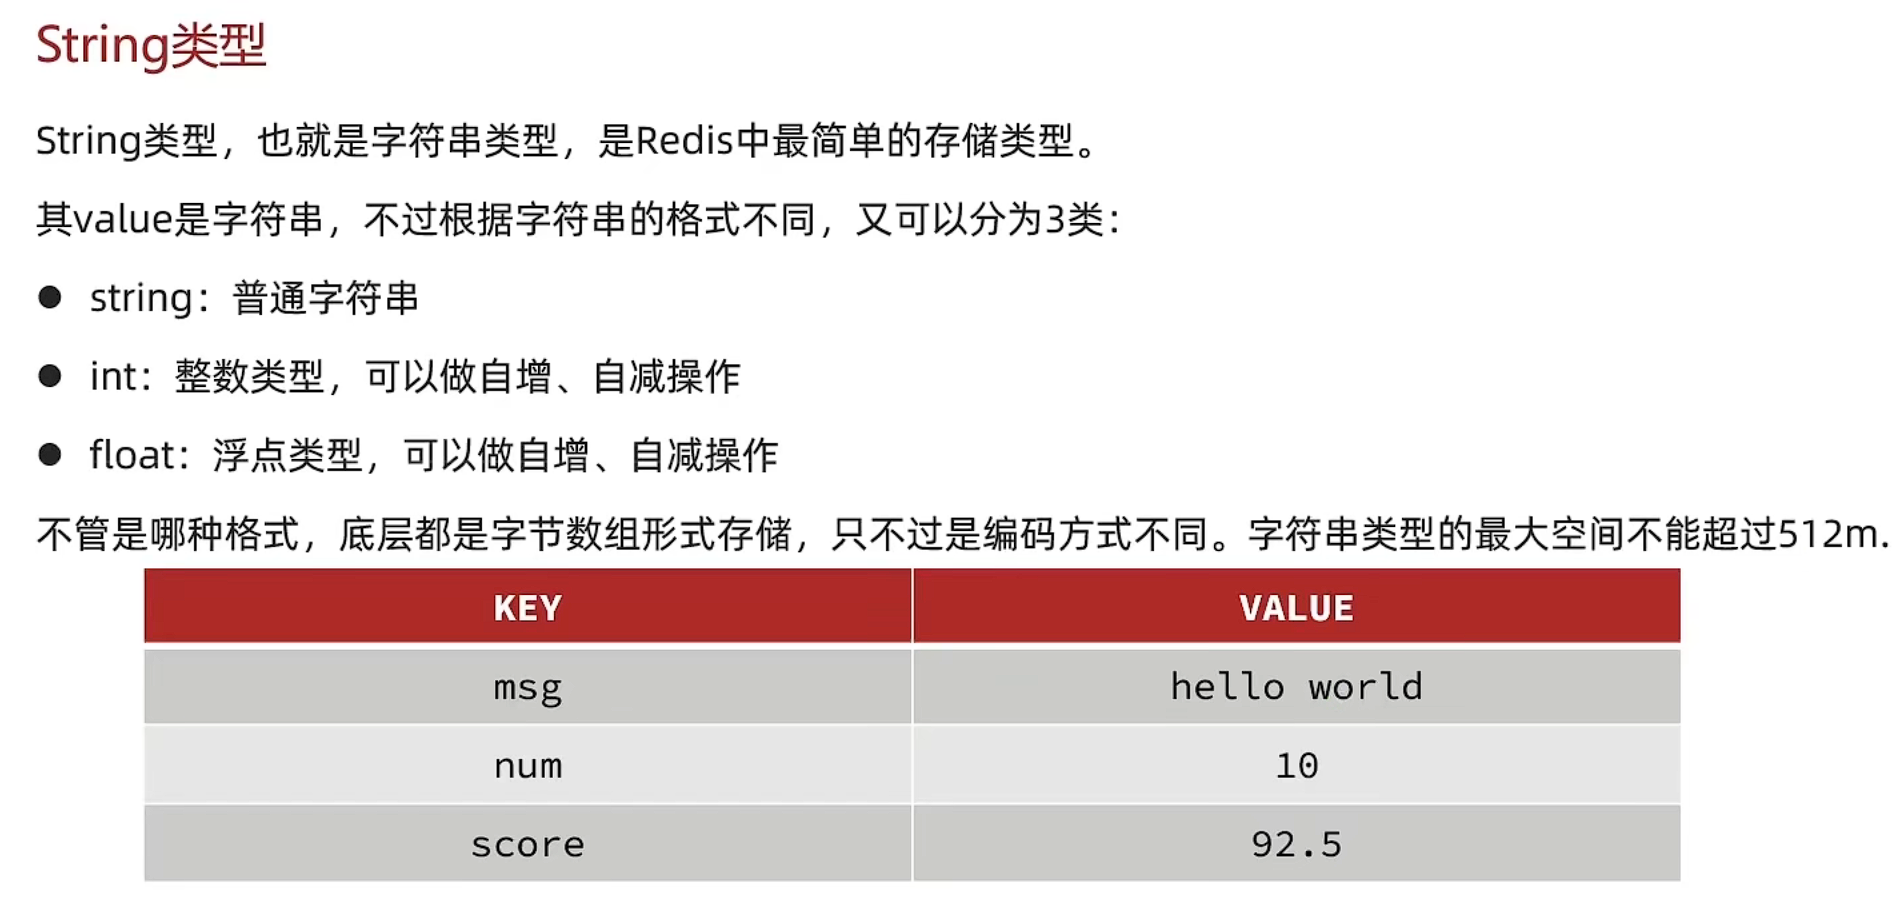 String类型
String类型，也就是字符串类型，是Redis中最简单的存储类型。
其value是字符串，不过根据字符串的格式不同，又可以分为3类：
● string：普通字符串
● int：整数类型，可以做自增、自减操作
● float：浮点类型，可以做自增、自减操作
不管是哪种格式，底层都是字节数组形式存储，只不过是编码方式不同。字符串类型的最大空间不能超过512m.
KEY VALUE
msg hello world
num 10
score 92.5